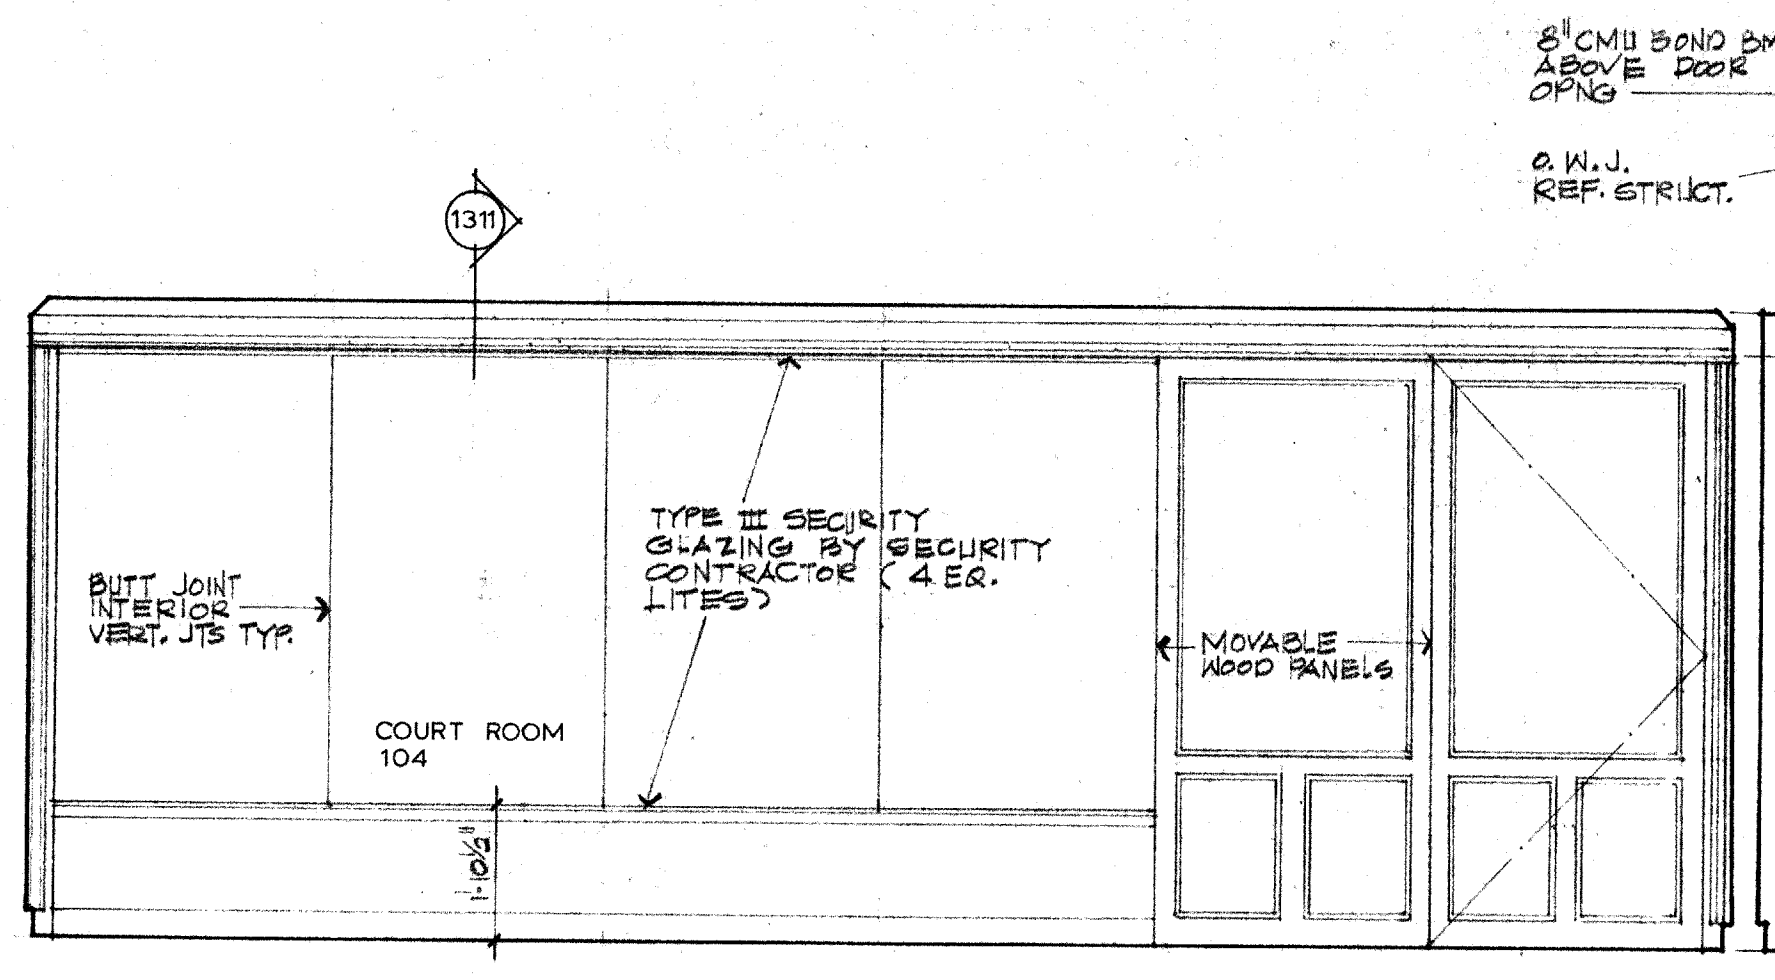 8" CMU BOND BM
ABOVE DOOR
OPNG
O.W.J.
REF. STRUCT.
1311
TYPE III SECURITY
GLAZING BY SECURITY
CONTRACTOR (4 EQ.
LITES)
BUTT JOINT
INTERIOR
VERT. JTS TYP.
MOVABLE
WOOD PANELS
COURT ROOM
104
1'-10½"